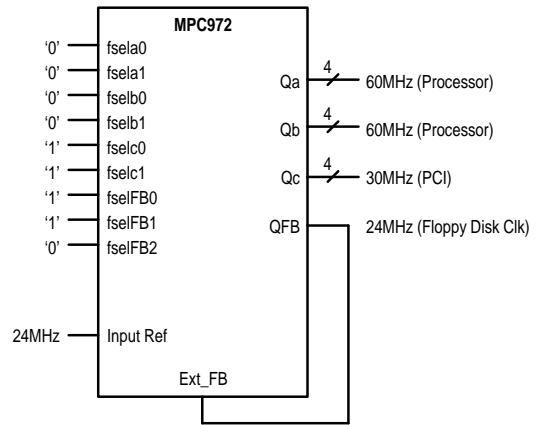 MPC972
‘0’ fsela0
‘0’ fsela1
‘0’ fselb0
‘0’ fselb1
‘1’ fselc0
‘1’ fselc1
‘1’ fselFB0
‘1’ fselFB1
‘0’ fselFB2
Qa 4 60MHz (Processor)
Qb 4 60MHz (Processor)
Qc 4 30MHz (PCI)
QFB 24MHz (Floppy Disk Clk)
24MHz Input Ref
Ext_FB